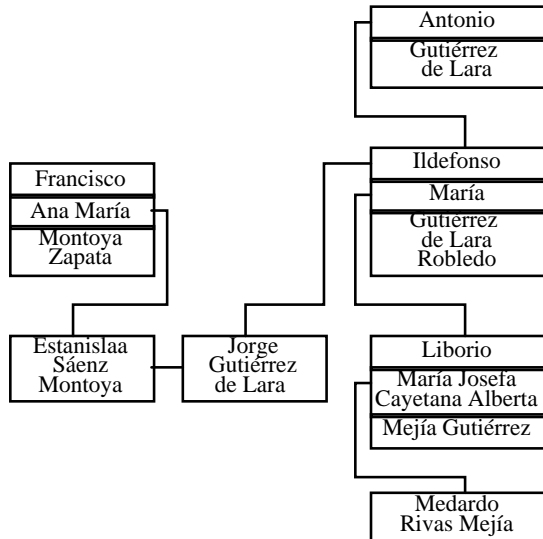 Antonio
Gutiérrez
de Lara
Francisco
Ana María
Montoya
Zapata
Ildefonso
María
Gutiérrez
de Lara
Robledo
Estanislaa
Sáenz
Montoya
Jorge
Gutiérrez
de Lara
Liborio
María Josefa
Cayetana Alberta
Mejía Gutiérrez
Medardo
Rivas Mejía